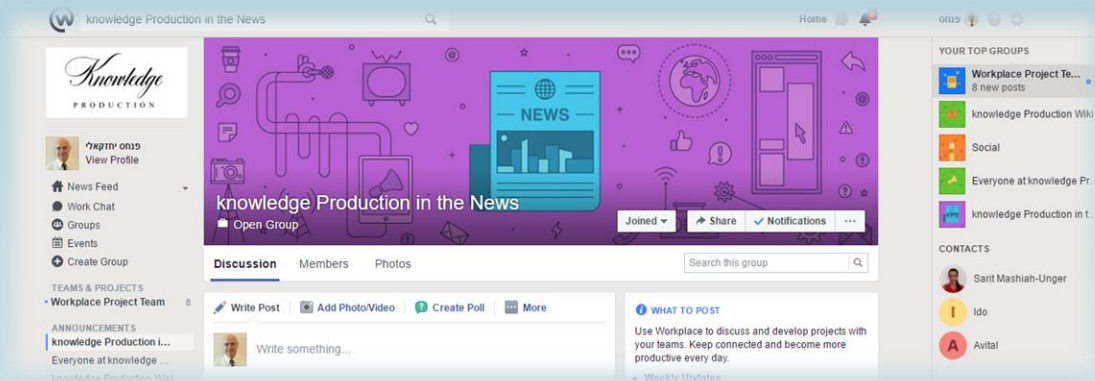 knowledge Production in the News
Home
פנחס
Knowledge
PRODUCTION
פנחס יחזקאלי
View Profile
News Feed
Work Chat
Groups
Events
Create Group
TEAMS & PROJECTS
Workplace Project Team 8
ANNOUNCEMENTS
knowledge Production i...
Everyone at knowledge ...
knowledge Production Wiki
NEWS
knowledge Production in the News
Open Group
Joined
Share
Notifications
Discussion
Members
Photos
Search this group
Write Post
Add Photo/Video
Create Poll
More
Write something...
WHAT TO POST
Use Workplace to discuss and develop projects with
your teams. Keep connected and become more
productive every day.
Weekly Updates
YOUR TOP GROUPS
Workplace Project Te...
8 new posts
knowledge Production Wiki
Social
Everyone at knowledge Pr...
knowledge Production in t...
CONTACTS
Sarit Mashiah-Unger
I
Ido
A
Avital